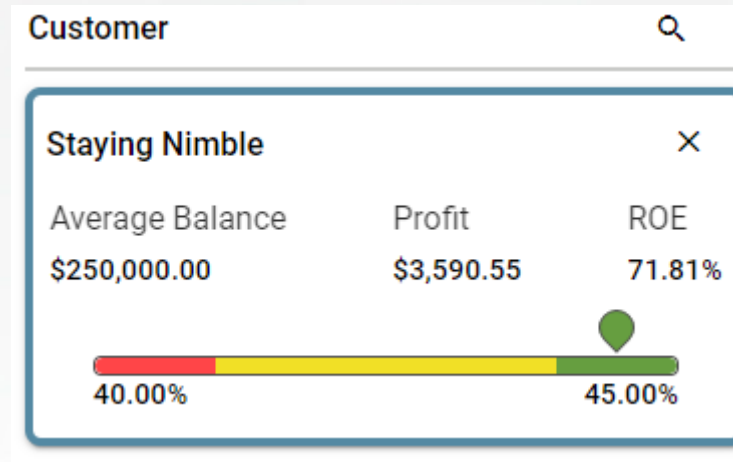 Customer
Staying Nimble
Average Balance Profit ROE
$250,000.00 $3,590.55 71.81%
40.00% 45.00%